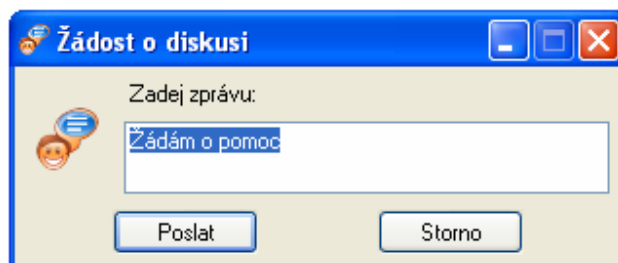 Žádost o diskusi
Zadej zprávu:
Žádám o pomoc
Poslat
Storno